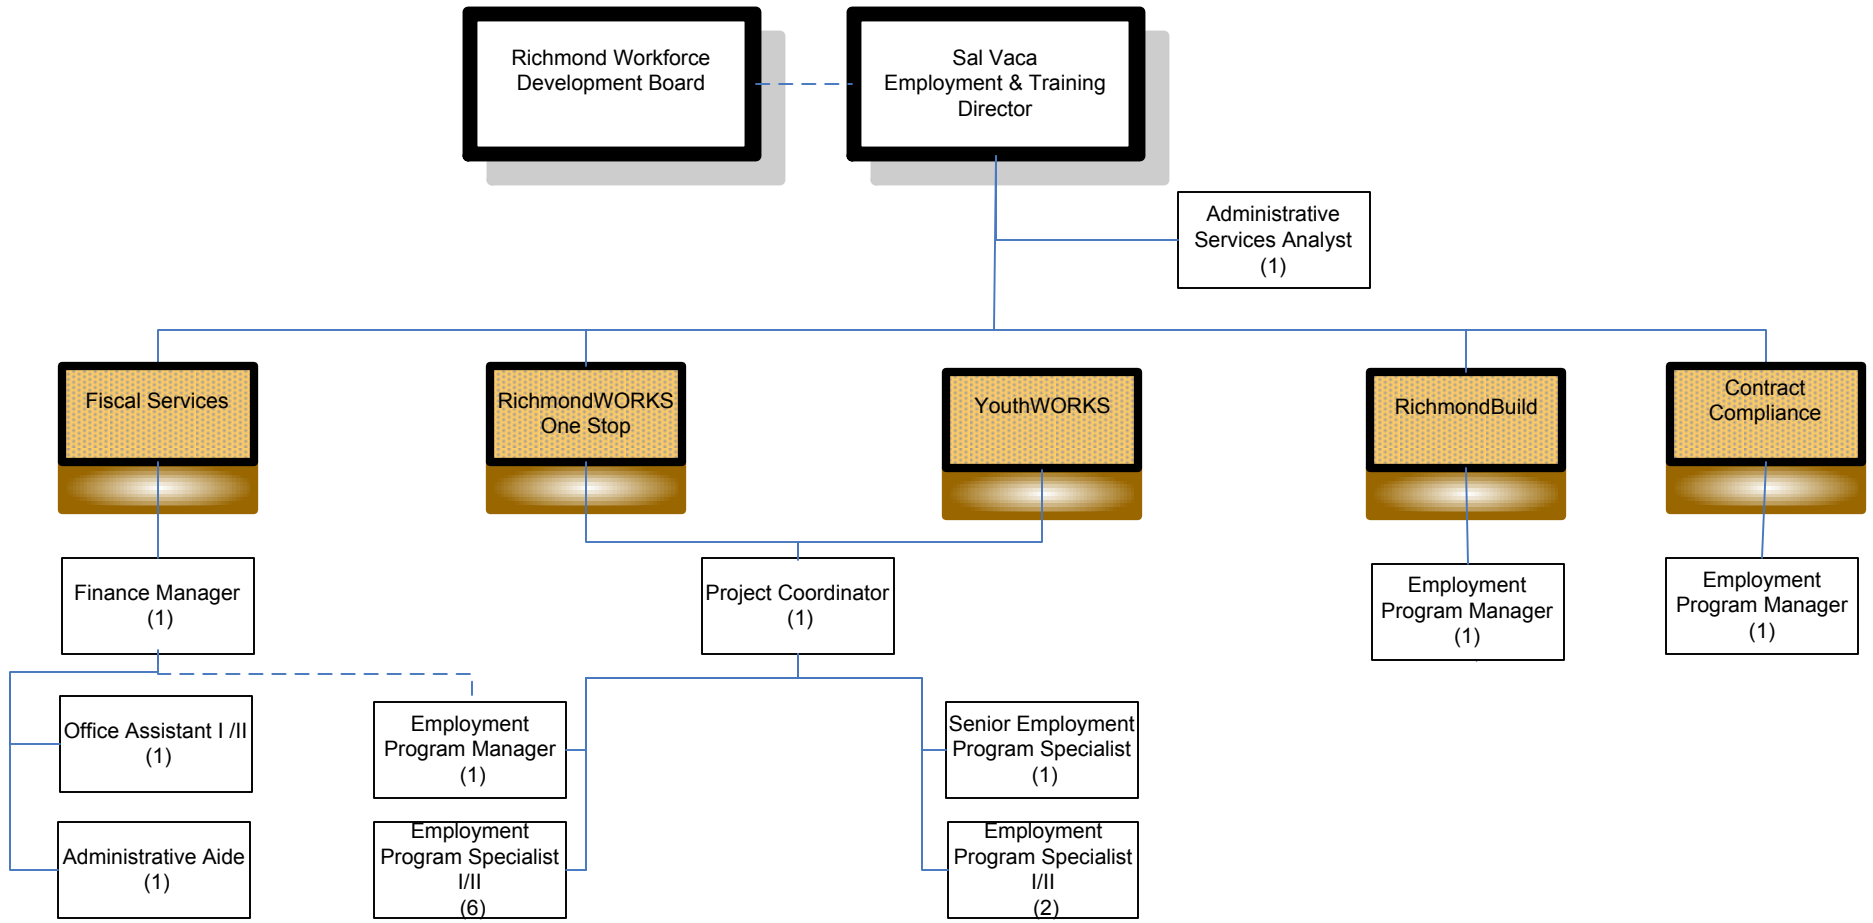 Richmond Workforce
Development Board
Sal Vaca
Employment & Training
Director
Administrative
Services Analyst
(1)
Fiscal Services
RichmondWORKS
One Stop
YouthWORKS
RichmondBuild
Contract
Compliance
Finance Manager
(1)
Project Coordinator
(1)
Employment
Program Manager
(1)
Employment
Program Manager
(1)
Office Assistant I /II
(1)
Employment
Program Manager
(1)
Senior Employment
Program Specialist
(1)
Administrative Aide
(1)
Employment
Program Specialist
I/II
(6)
Employment
Program Specialist
I/II
(2)